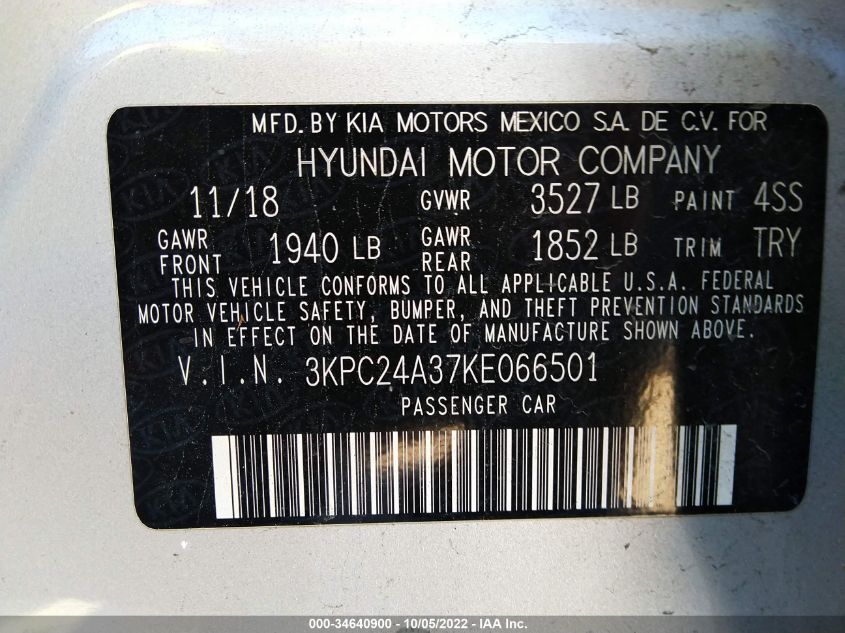 MFD. BY KIA MOTORS MEXICO S.A. DE C.V. FOR
HYUNDAI MOTOR COMPANY
11/18 GVWR 3527 LB PAINT 4SS
GAWR FRONT 1940 LB GAWR REAR 1852 LB TRIM TRY
THIS VEHICLE CONFORMS TO ALL APPLICABLE U.S.A. FEDERAL
MOTOR VEHICLE SAFETY, BUMPER, AND THEFT PREVENTION STANDARDS
IN EFFECT ON THE DATE OF MANUFACTURE SHOWN ABOVE.
V.I.N. 3KPC24A37KE066501
PASSENGER CAR
000-34640900 - 10/05/2022 - IAA Inc.